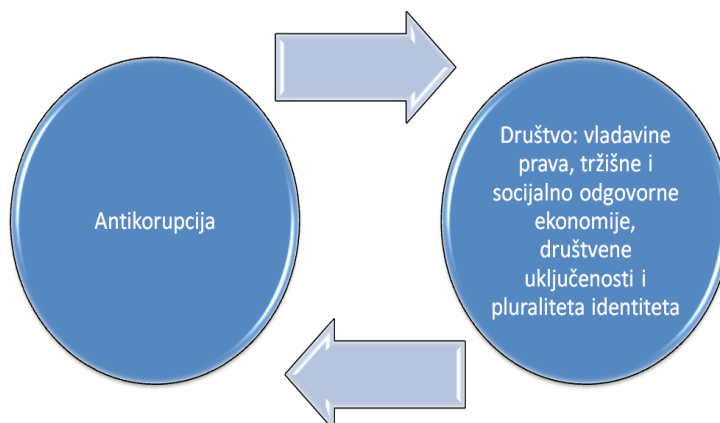 Antikorupcija
Društvo: vladavine
prava, tržišne i
socijalno odgovorne
ekonomije,
društvene
uključenosti i
pluraliteta identiteta